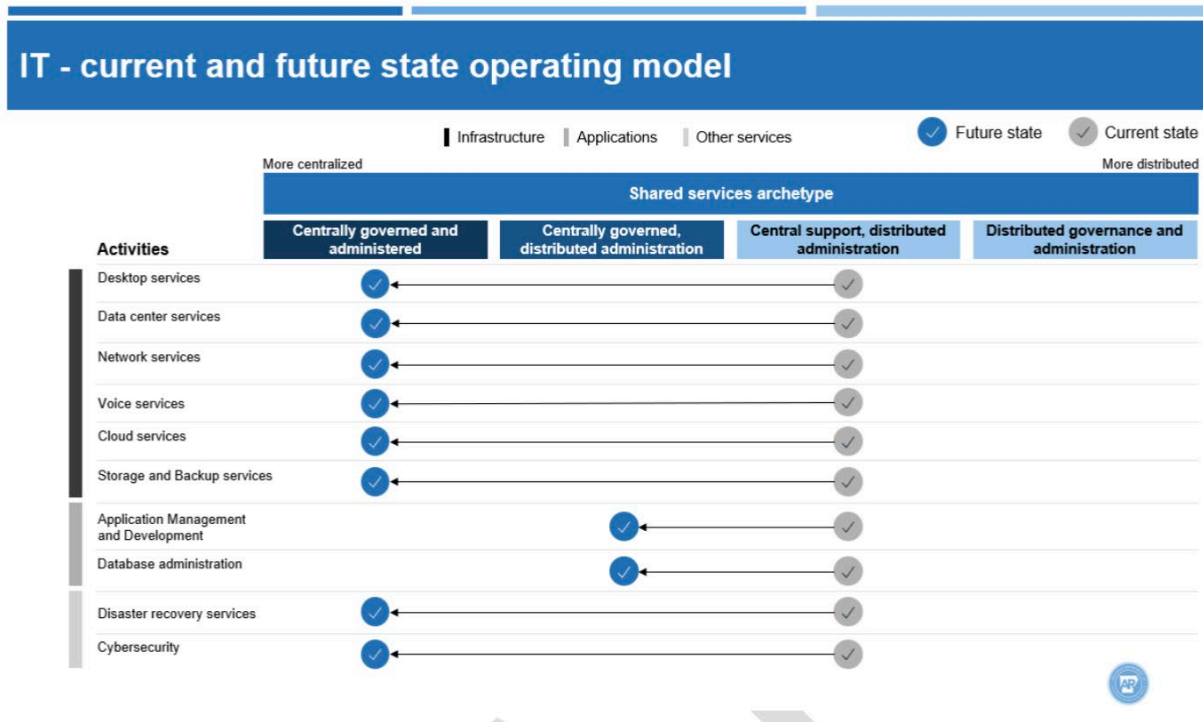 IT - current and future state operating model
Infrastructure
Applications
Other services
Future state
Current state
More centralized
More distributed
Shared services archetype
Activities
Centrally governed and
administered
Centrally governed,
distributed administration
Central support, distributed
administration
Distributed governance and
administration
Desktop services
Data center services
Network services
Voice services
Cloud services
Storage and Backup services
Application Management
and Development
Database administration
Disaster recovery services
Cybersecurity
AR